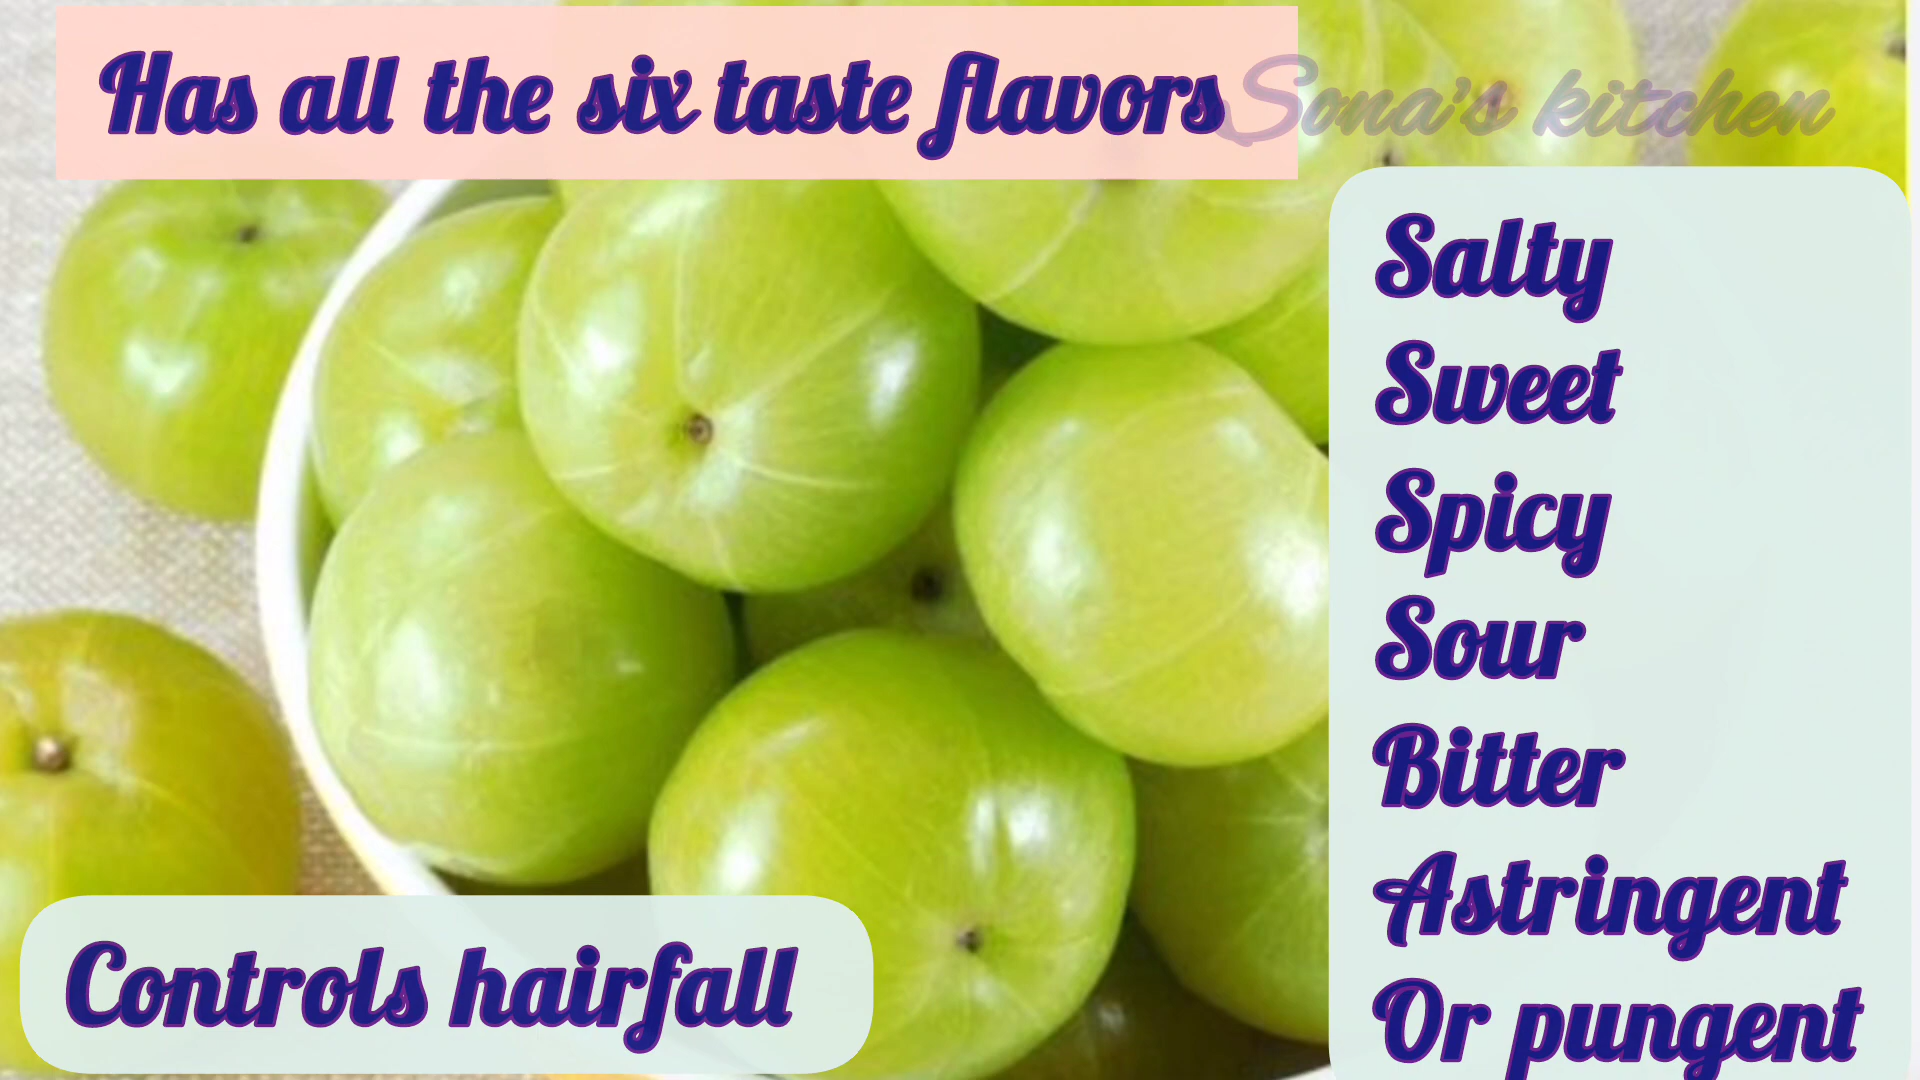 Has all the six taste flavors
Sona's kitchen
Salty
Sweet
Spicy
Sour
Bitter
Astringent
Or pungent
Controls hairfall